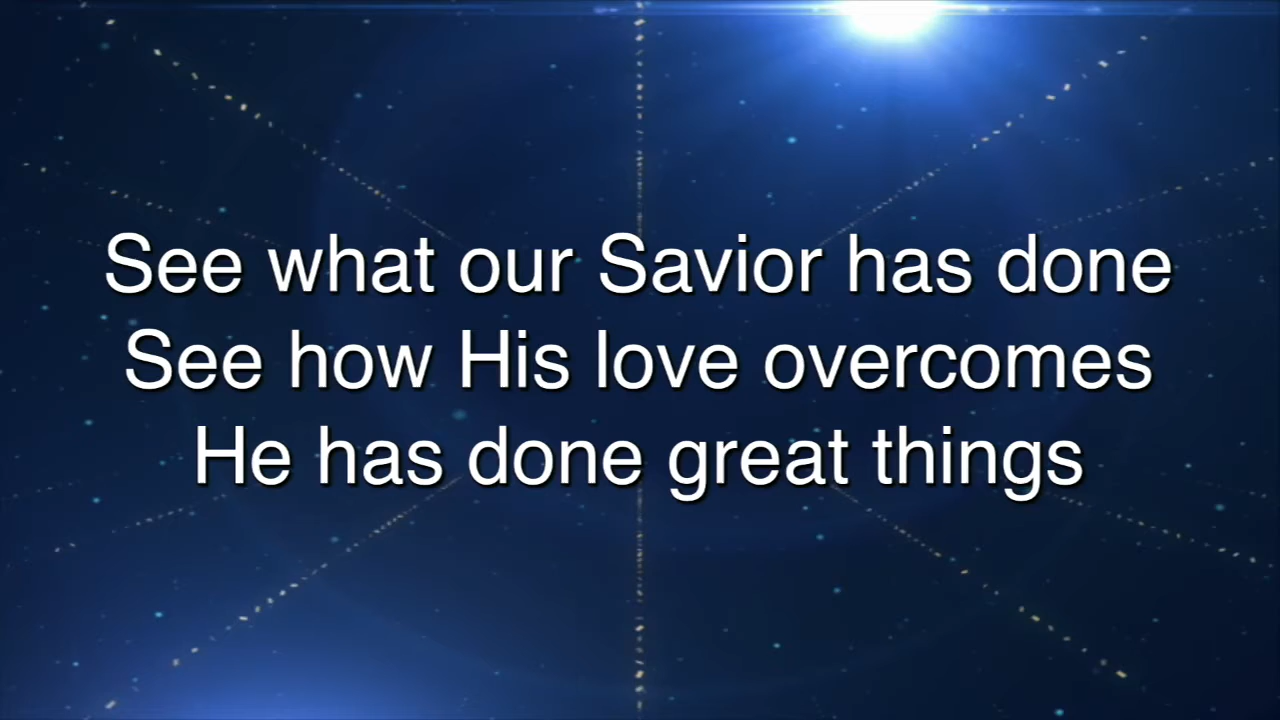 See what our Savior has done
See how His love overcomes
He has done great things